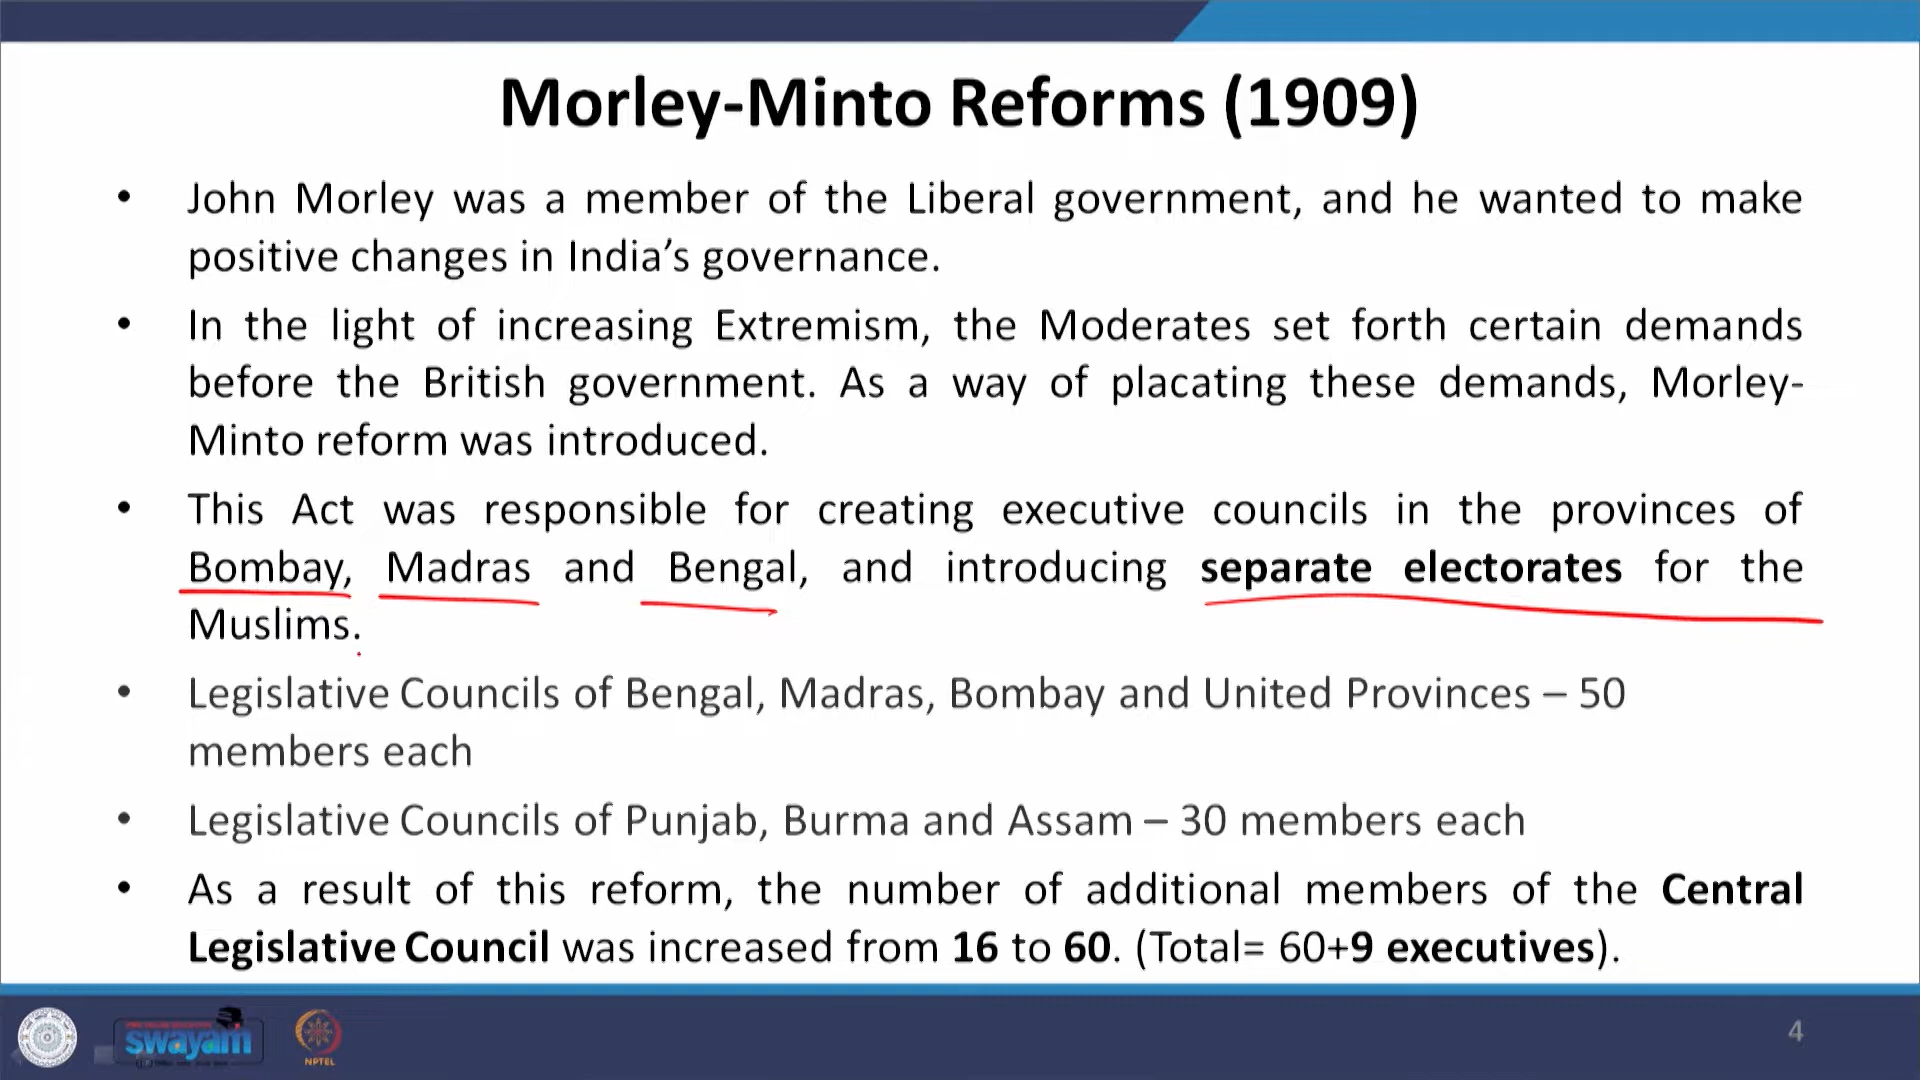 Morley-Minto Reforms (1909)
• John Morley was a member of the Liberal government, and he wanted to make
positive changes in India’s governance.
• In the light of increasing Extremism, the Moderates set forth certain demands
before the British government. As a way of placating these demands, Morley-
Minto reform was introduced.
• This Act was responsible for creating executive councils in the provinces of
Bombay, Madras and Bengal, and introducing separate electorates for the
Muslims.
• Legislative Councils of Bengal, Madras, Bombay and United Provinces – 50
members each
• Legislative Councils of Punjab, Burma and Assam – 30 members each
• As a result of this reform, the number of additional members of the Central
Legislative Council was increased from 16 to 60. (Total= 60+9 executives).
swayam
NPTEL
4